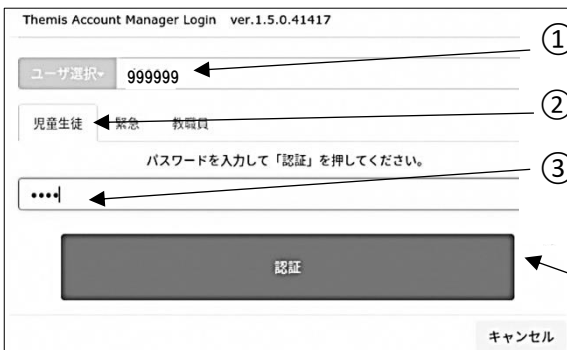 Themis Account Manager Login ver.1.5.0.41417
①
ユーザ選択 999999
②
児童生徒 緊急 教職員
パスワードを入力して「認証」を押してください。
③
••••
認証
キャンセル